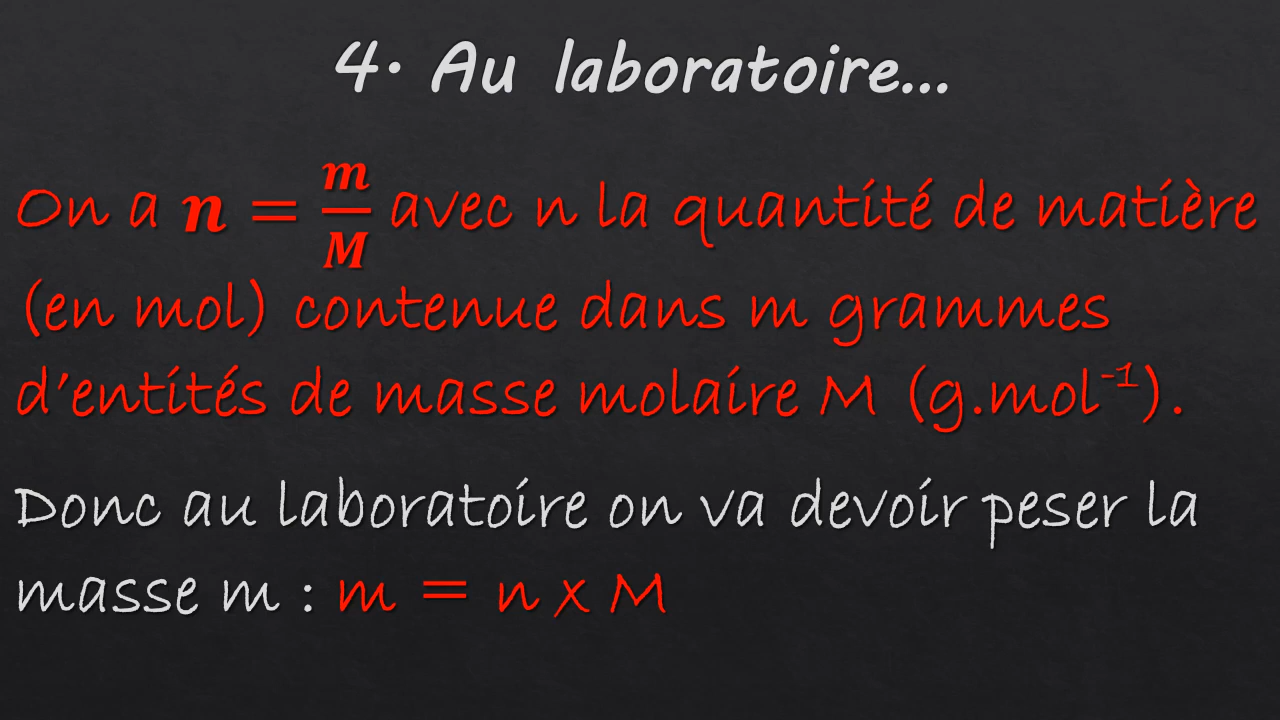 4. Au laboratoire...
On a n = m/M avec n la quantité de matière
(en mol) contenue dans m grammes
d'entités de masse molaire M (g.mol⁻¹).
Donc au laboratoire on va devoir peser la
masse m : m = n x M